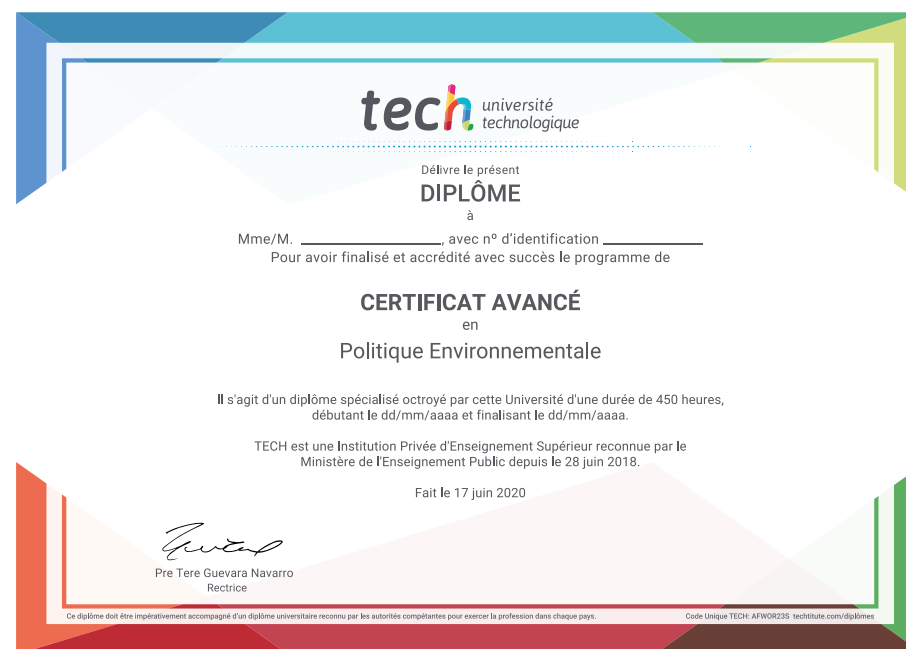 tech université
technologique
Délivre le présent
DIPLÔME
à
Mme/M. ____________________, avec nº d'identification ______________
Pour avoir finalisé et accrédité avec succès le programme de
CERTIFICAT AVANCÉ
en
Politique Environnementale
Il s'agit d'un diplôme spécialisé octroyé par cette Université d'une durée de 450 heures,
débutant le dd/mm/aaaa et finalisant le dd/mm/aaaa.
TECH est une Institution Privée d'Enseignement Supérieur reconnue par le
Ministère de l'Enseignement Public depuis le 28 juin 2018.
Fait le 17 juin 2020
Pre Tere Guevara Navarro
Rectrice
Ce diplôme doit être impérativement accompagné d'un diplôme universitaire reconnu par les autorités compétantes pour exercer la profession dans chaque pays.
Code Unique TECH: AFWOR23S techtitute.com/diplômes